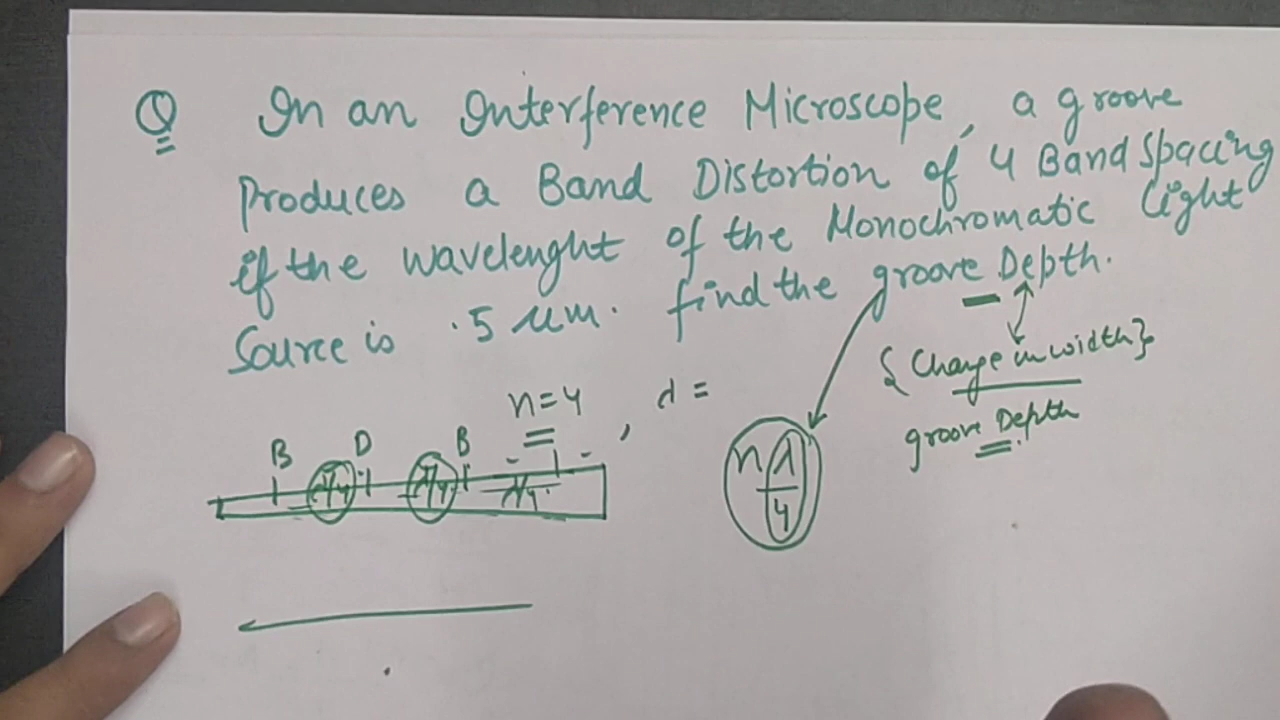 Q In an Interference Microscope, a groove
Produces a Band Distortion of 4 Band Spacing
if the wavelenght of the Monochromatic light
Source is .5 um. find the groove Depth.
{ Change in width }
groove Depth
n=4 , d =
B D B
λ/4 λ/4 λ/4
nλ/4